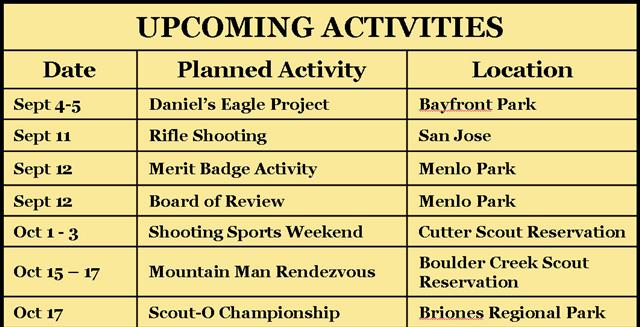 UPCOMING ACTIVITIES
Date Planned Activity Location
Sept 4-5 Daniel's Eagle Project Bayfront Park
Sept 11 Rifle Shooting San Jose
Sept 12 Merit Badge Activity Menlo Park
Sept 12 Board of Review Menlo Park
Oct 1 - 3 Shooting Sports Weekend Cutter Scout Reservation
Oct 15 – 17 Mountain Man Rendezvous Boulder Creek Scout
Reservation
Oct 17 Scout-O Championship Briones Regional Park